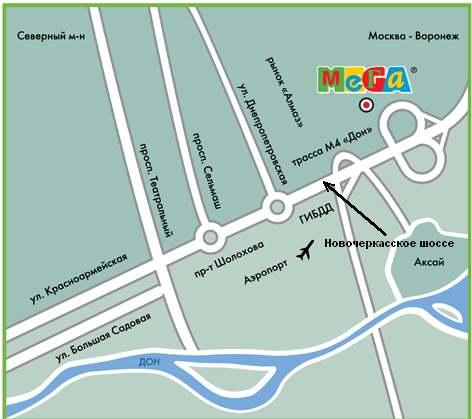 Северный м-н
Москва - Воронеж
рынок «Алмаз»
MeGA®
ул. Днепропетровская
трасса М4 «Дон»
просп. Сельмаш
просп. Театральный
ГИБДД
Новочеркасское шоссе
пр-т Шолохова
Аэропорт
Аксай
ул. Красноармейская
ул. Большая Садовая
ДОН